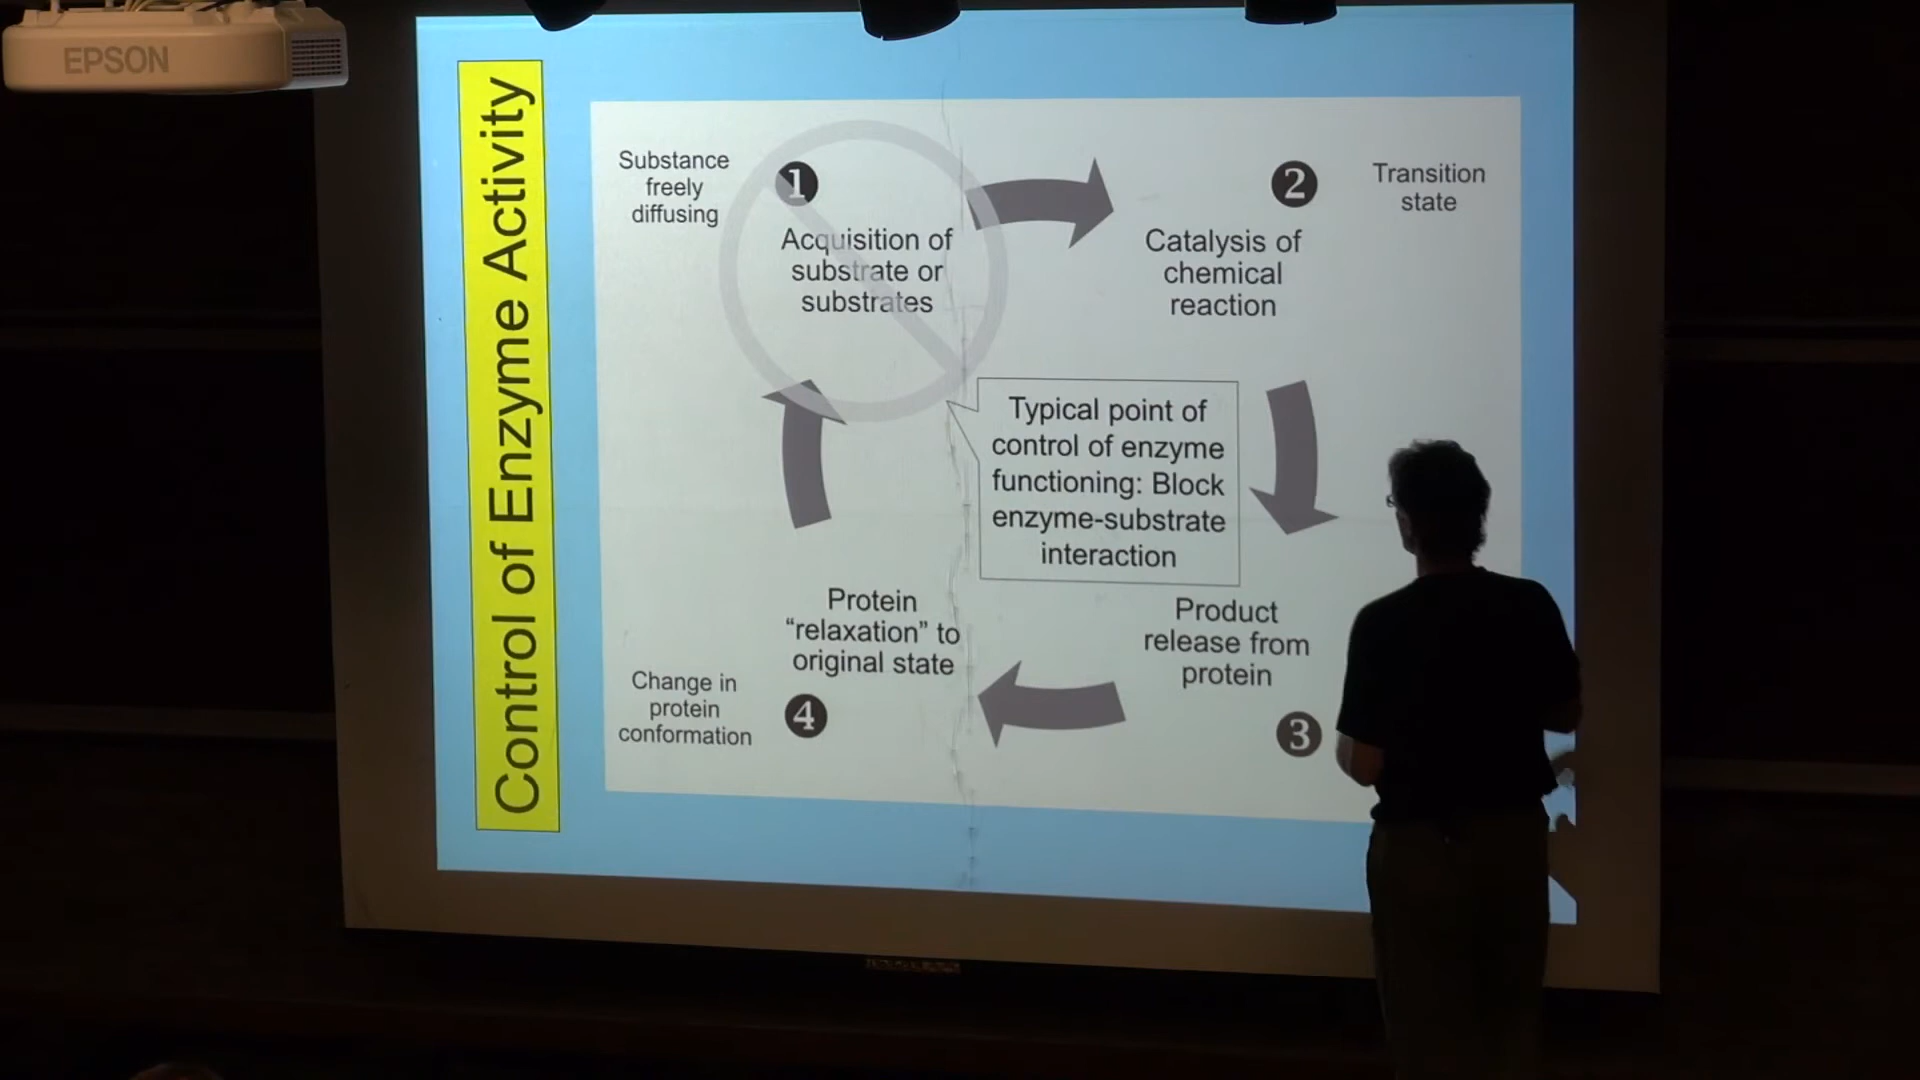 EPSON
Control of Enzyme Activity
Substance
freely
diffusing
1
Acquisition of
substrate or
substrates
2
Transition
state
Catalysis of
chemical
reaction
Typical point of
control of enzyme
functioning: Block
enzyme-substrate
interaction
Product
release from
protein
3
Protein
“relaxation” to
original state
4
Change in
protein
conformation